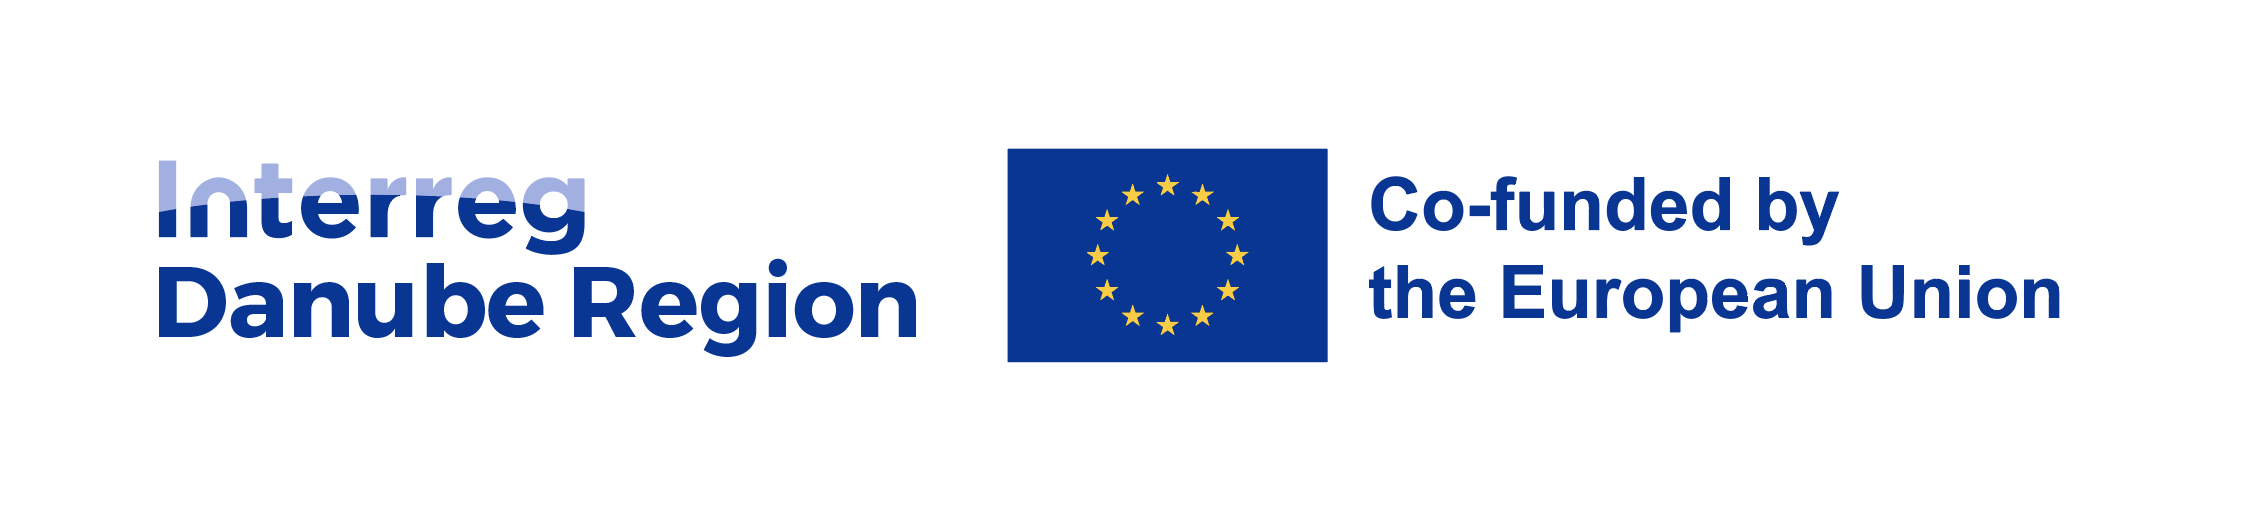 Interreg
Danube Region
Co-funded by
the European Union